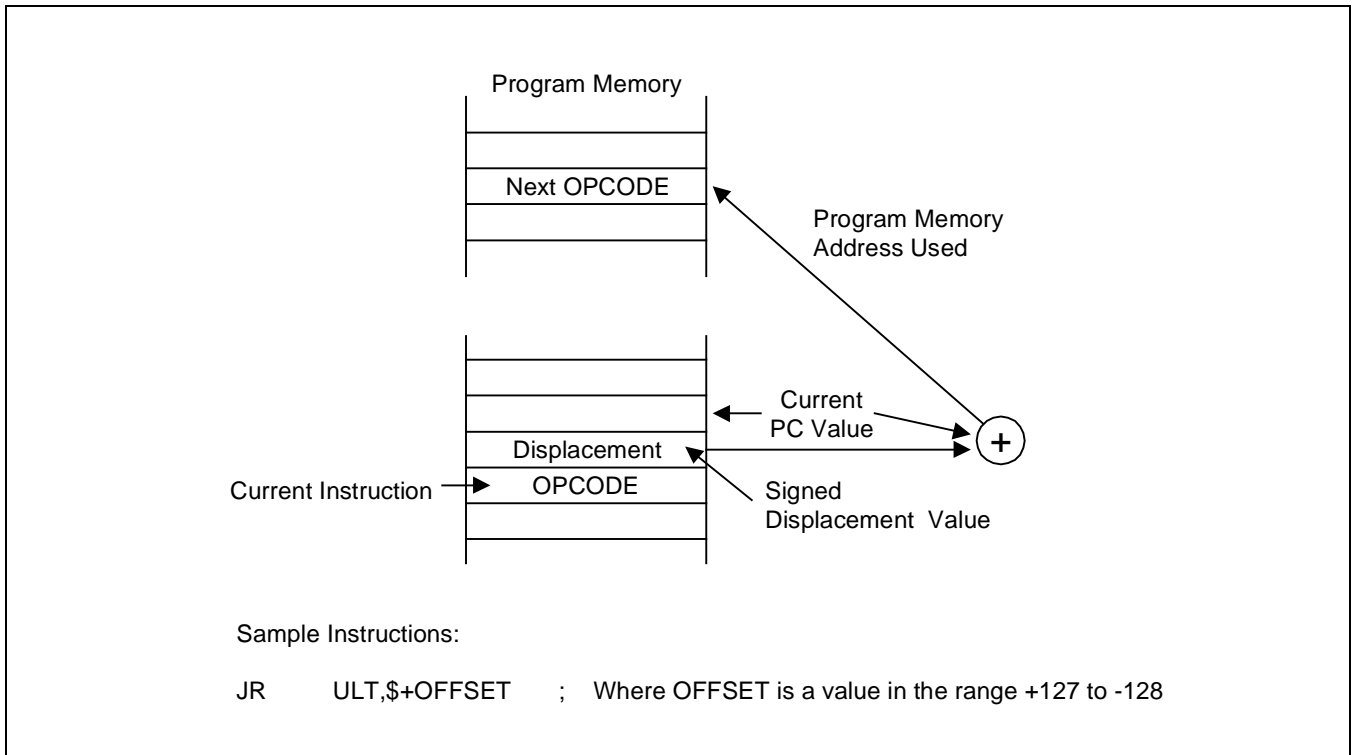 Program Memory
Next OPCODE
Program Memory
Address Used
Current
PC Value
+
Displacement
Current Instruction
OPCODE
Signed
Displacement Value
Sample Instructions:
JR ULT,$+OFFSET ; Where OFFSET is a value in the range +127 to -128